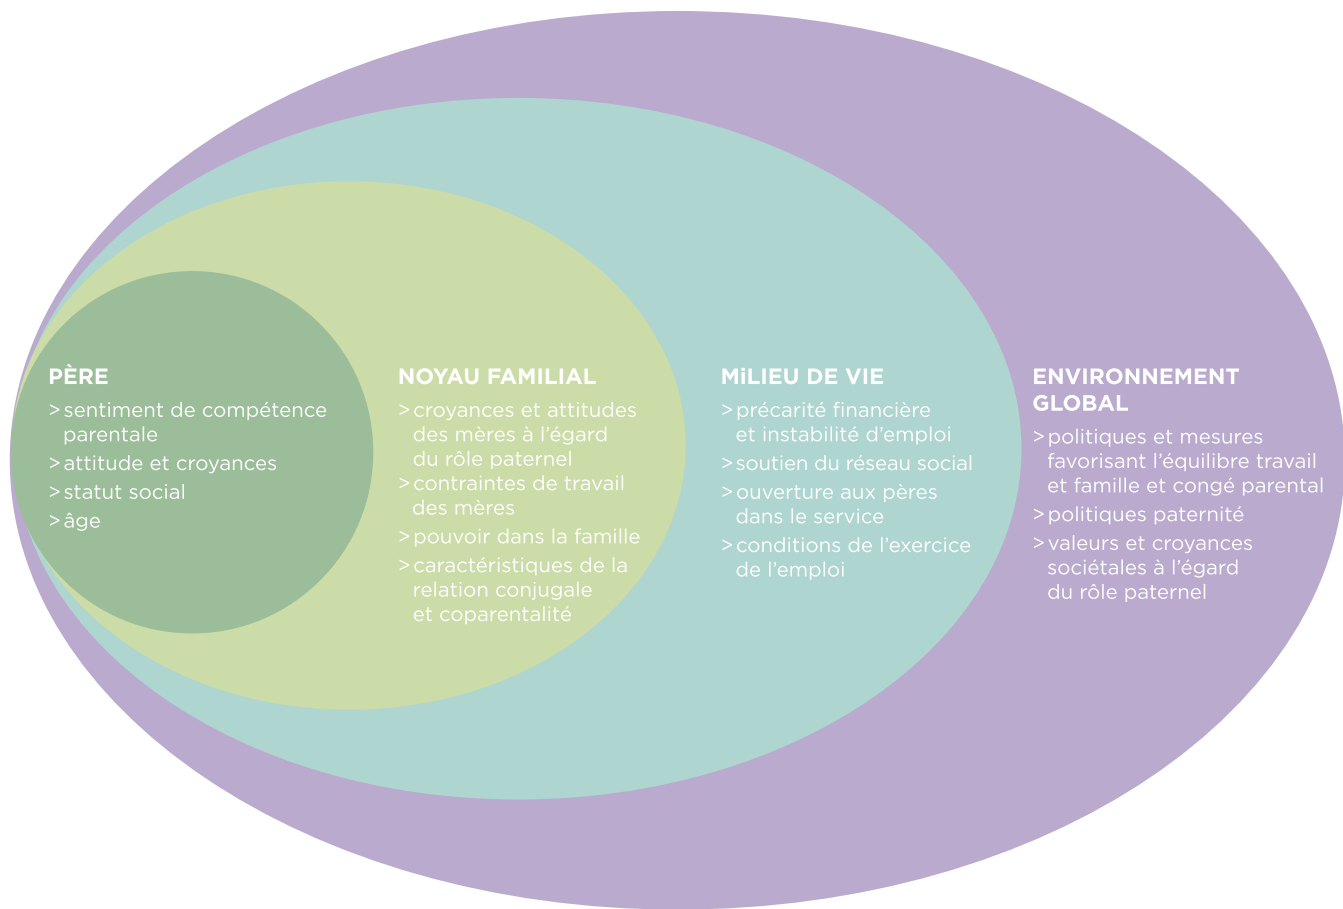 PÈRE
> sentiment de compétence
parentale
> attitude et croyances
> statut social
> âge
NOYAU FAMILIAL
> croyances et attitudes
des mères à l’égard
du rôle paternel
> contraintes de travail
des mères
> pouvoir dans la famille
> caractéristiques de la
relation conjugale
et coparentalité
MiLIEU DE VIE
> précarité financière
et instabilité d’emploi
> soutien du réseau social
> ouverture aux pères
dans le service
> conditions de l’exercice
de l’emploi
ENVIRONNEMENT
GLOBAL
> politiques et mesures
favorisant l’équilibre travail
et famille et congé parental
> politiques paternité
> valeurs et croyances
sociétales à l’égard
du rôle paternel